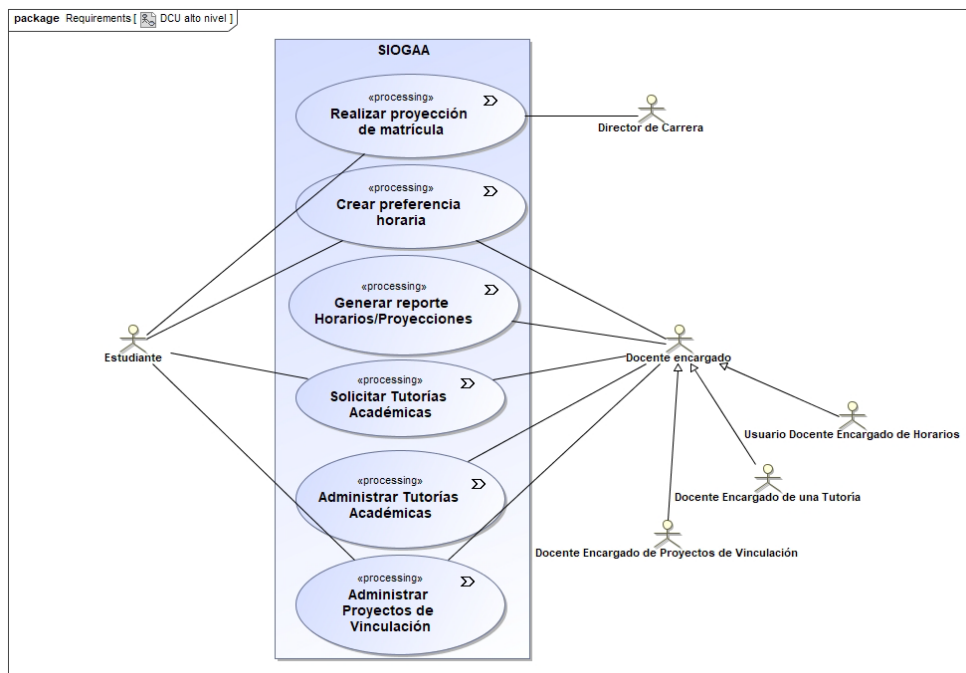 package Requirements [ DCU alto nivel ]
SIOGAA
«processing»
Realizar proyección
de matrícula
Director de Carrera
«processing»
Crear preferencia
horaria
«processing»
Generar reporte
Horarios/Proyecciones
Estudiante
Docente encargado
«processing»
Solicitar Tutorías
Académicas
Usuario Docente Encargado de Horarios
«processing»
Administrar Tutorías
Académicas
Docente Encargado de una Tutoría
Docente Encargado de Proyectos de Vinculación
«processing»
Administrar
Proyectos de
Vinculación